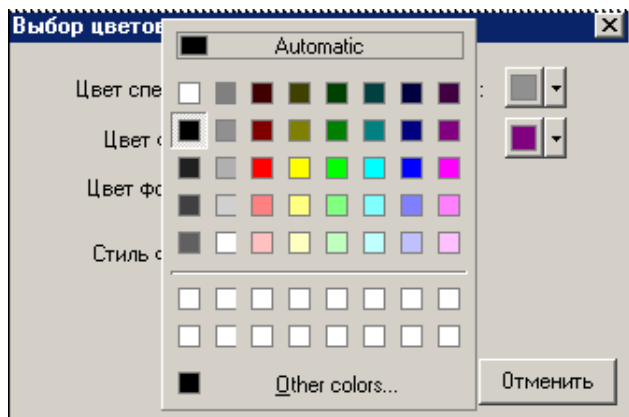 Выбор цветов
Automatic
Цвет спе
:
Цвет
Цвет фо
Стиль
Other colors...
Отменить